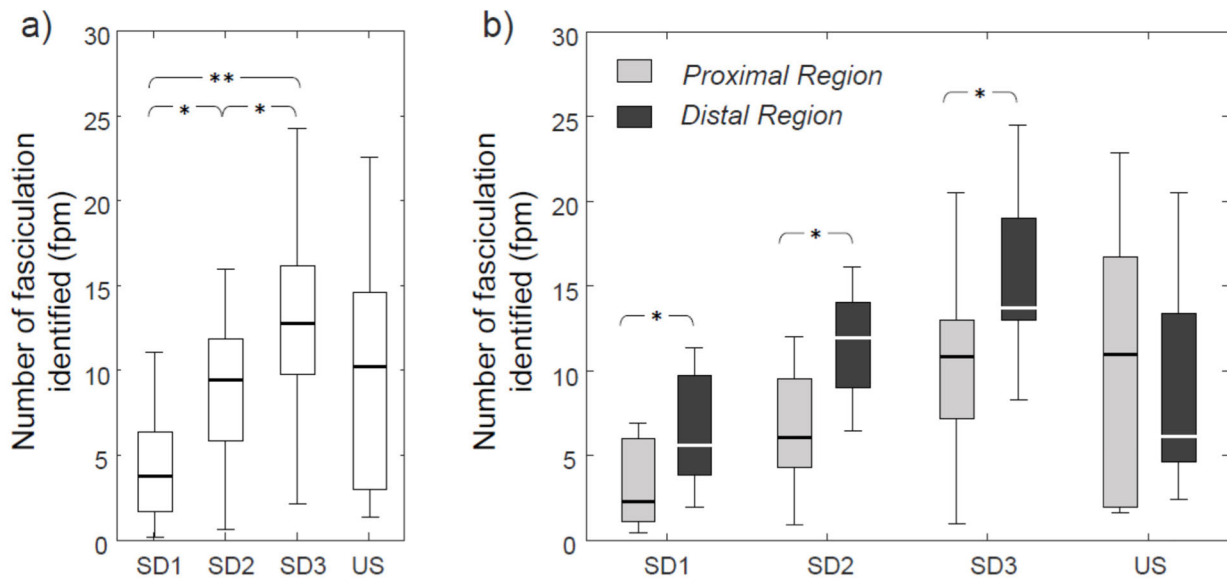 a)
Number of fasciculation
identified (fpm)
30
25
20
15
10
5
0
**
*
*
SD1
SD2
SD3
US
b)
Number of fasciculation
identified (fpm)
30
25
20
15
10
5
0
Proximal Region
Distal Region
*
*
*
SD1
SD2
SD3
US